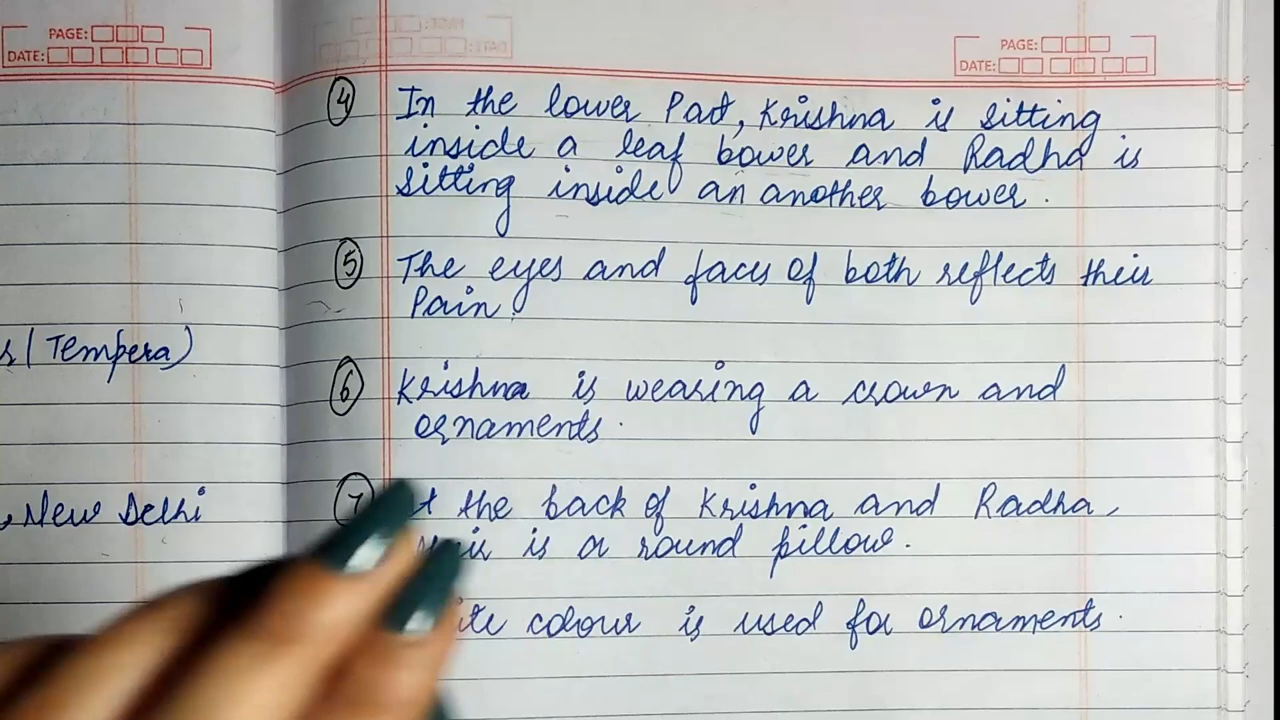 PAGE:
DATE:
s (Tempera)
, New Delhi
PAGE:
DATE:
④ In the lower Part, Krishna is sitting
inside a leaf bower and Radha is
sitting inside an another bower.
⑤ The eyes and faces of both reflects their
Pain.
⑥ Krishna is wearing a crown and
ornaments.
⑦ the back of Krishna and Radha,
is a round pillow.
colour is used for ornaments.